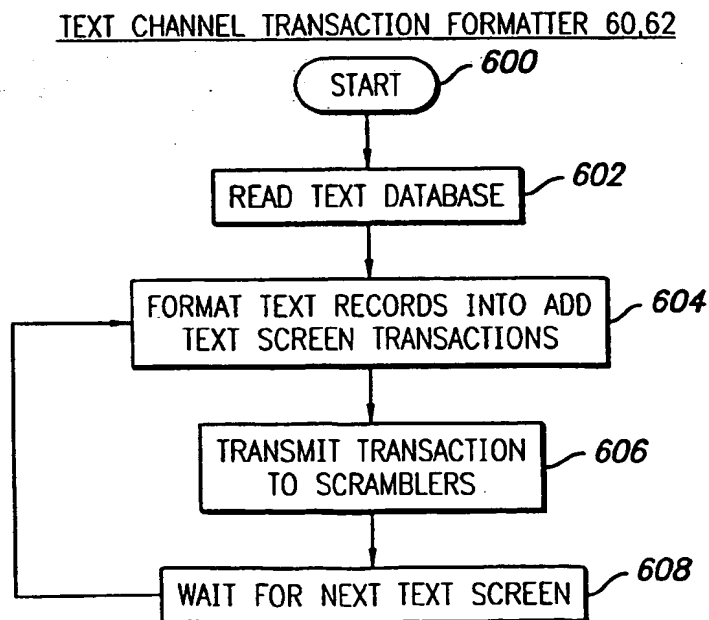 TEXT CHANNEL TRANSACTION FORMATTER 60,62
START
600
READ TEXT DATABASE
602
FORMAT TEXT RECORDS INTO ADD
TEXT SCREEN TRANSACTIONS
604
TRANSMIT TRANSACTION
TO SCRAMBLERS
606
WAIT FOR NEXT TEXT SCREEN
608